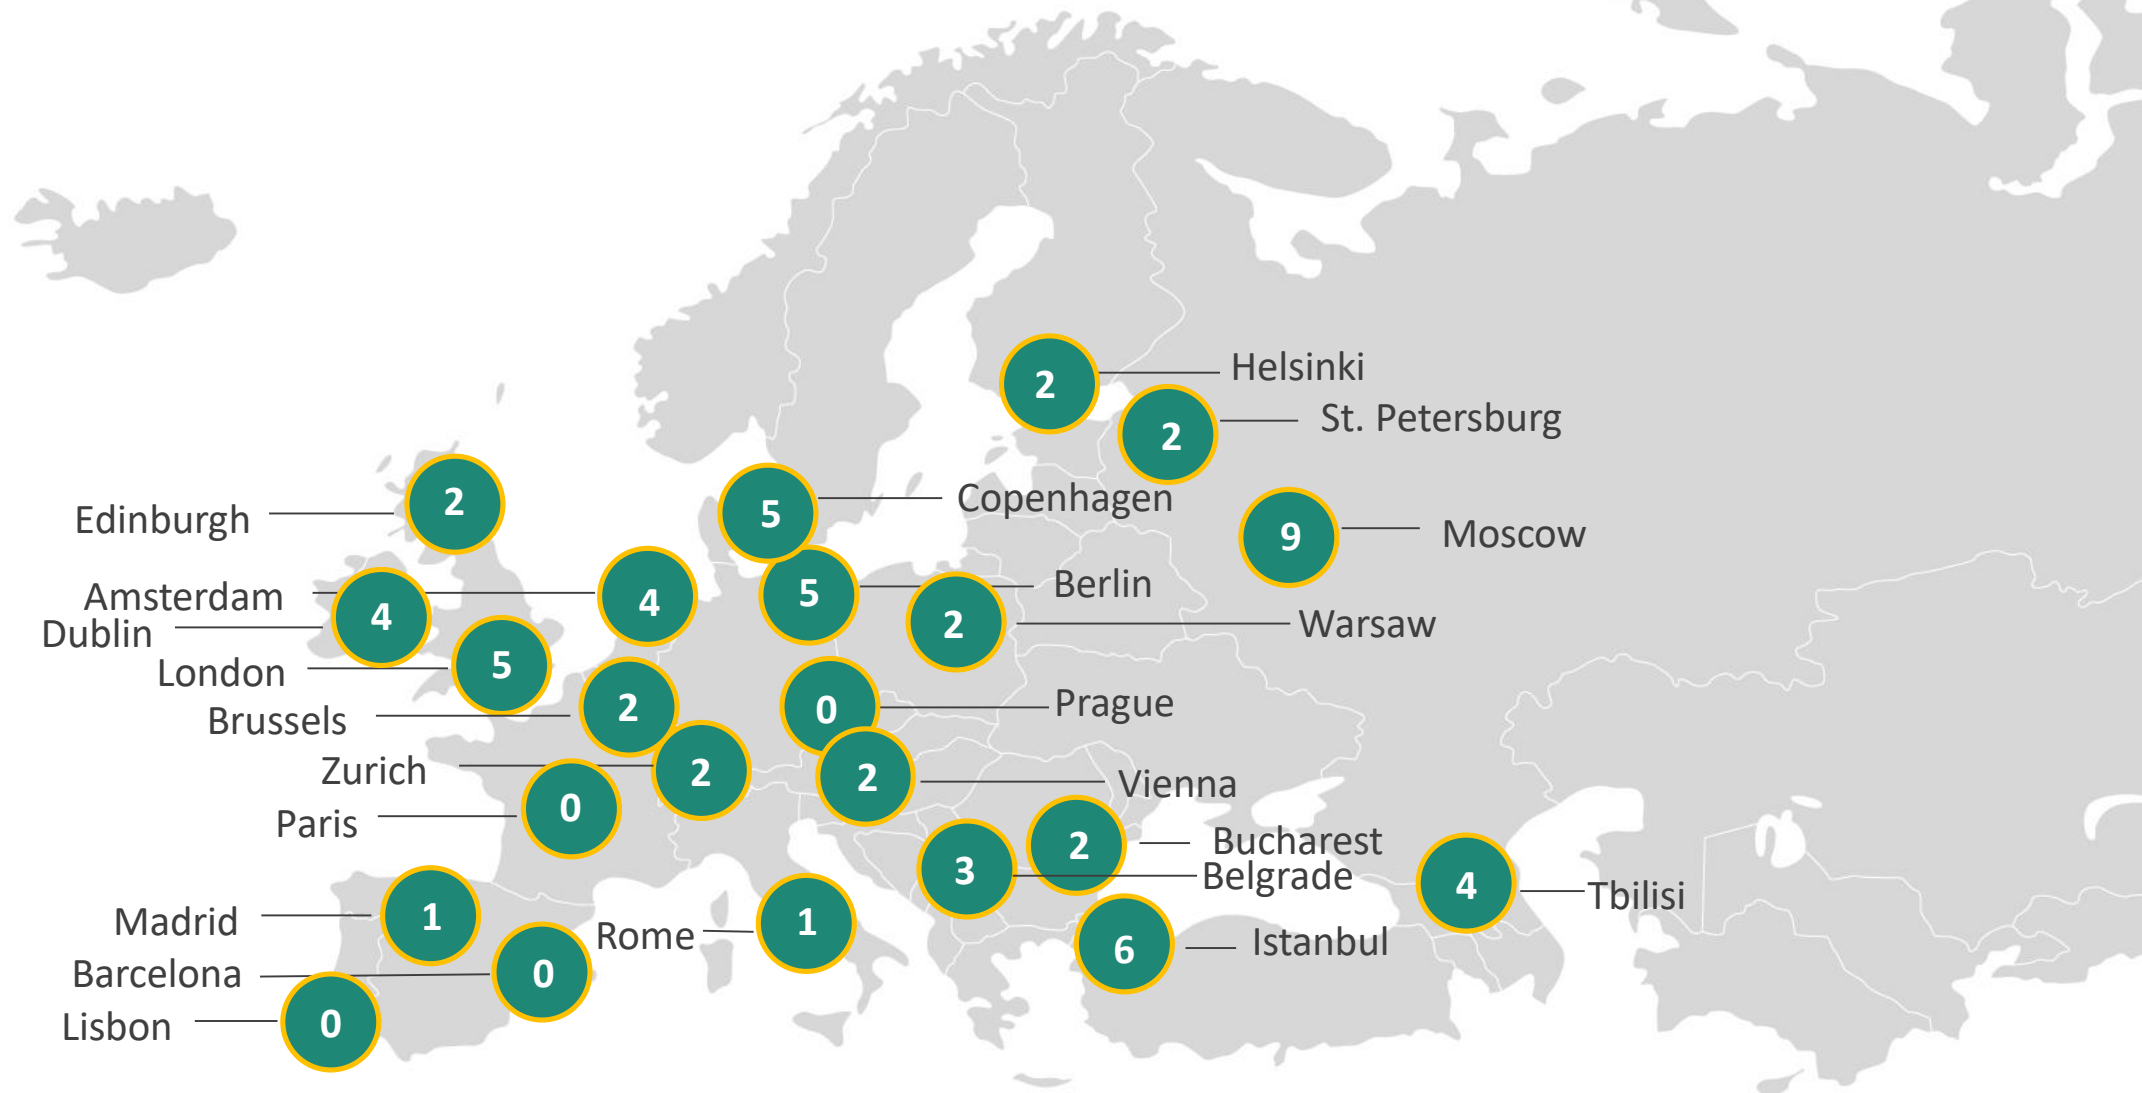 2 Helsinki
2 St. Petersburg
Edinburgh 2
5 Copenhagen
9 Moscow
Amsterdam 4
5 Berlin
Dublin 4
2 Warsaw
London 5
Brussels 2
0 Prague
Zurich 2
2 Vienna
Paris 0
2 Bucharest
3 Belgrade
4 Tbilisi
Madrid 1
Rome 1
6 Istanbul
Barcelona 0
Lisbon 0